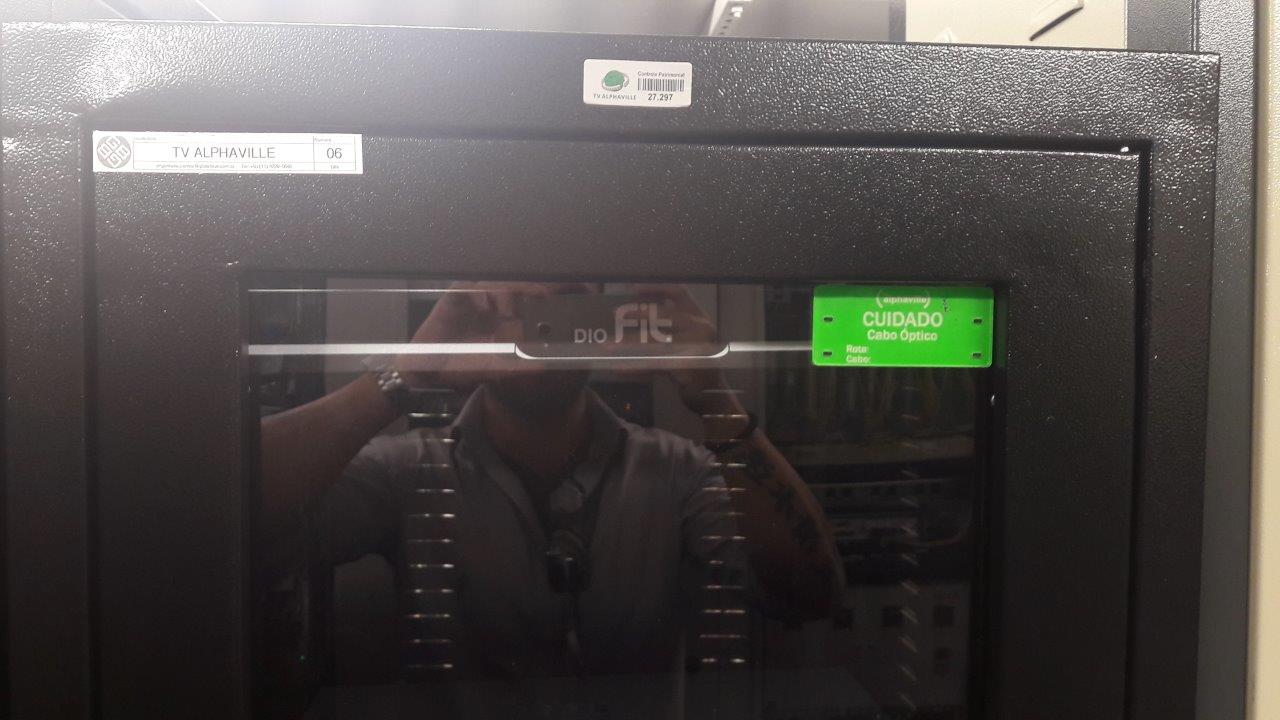 Controle Patrimonial
TV ALPHAVILLE
27.297
TV ALPHAVILLE
06
DIO Fit
(alphaville)
CUIDADO
Cabo Óptico
Rota:
Cabo: